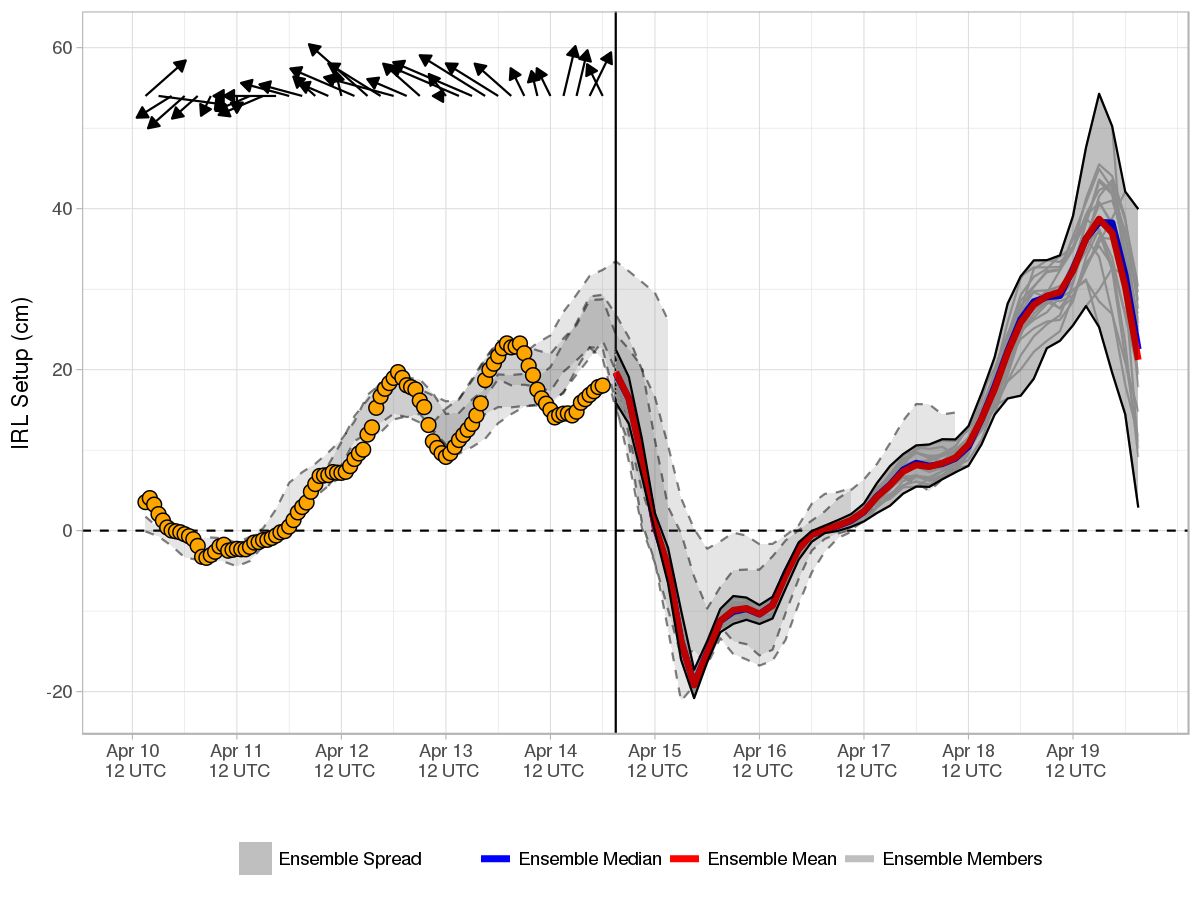 IRL Setup (cm)
60
40
20
0
-20
Apr 10 Apr 11 Apr 12 Apr 13 Apr 14 Apr 15 Apr 16 Apr 17 Apr 18 Apr 19
12 UTC 12 UTC 12 UTC 12 UTC 12 UTC 12 UTC 12 UTC 12 UTC 12 UTC 12 UTC
Ensemble Spread Ensemble Median Ensemble Mean Ensemble Members